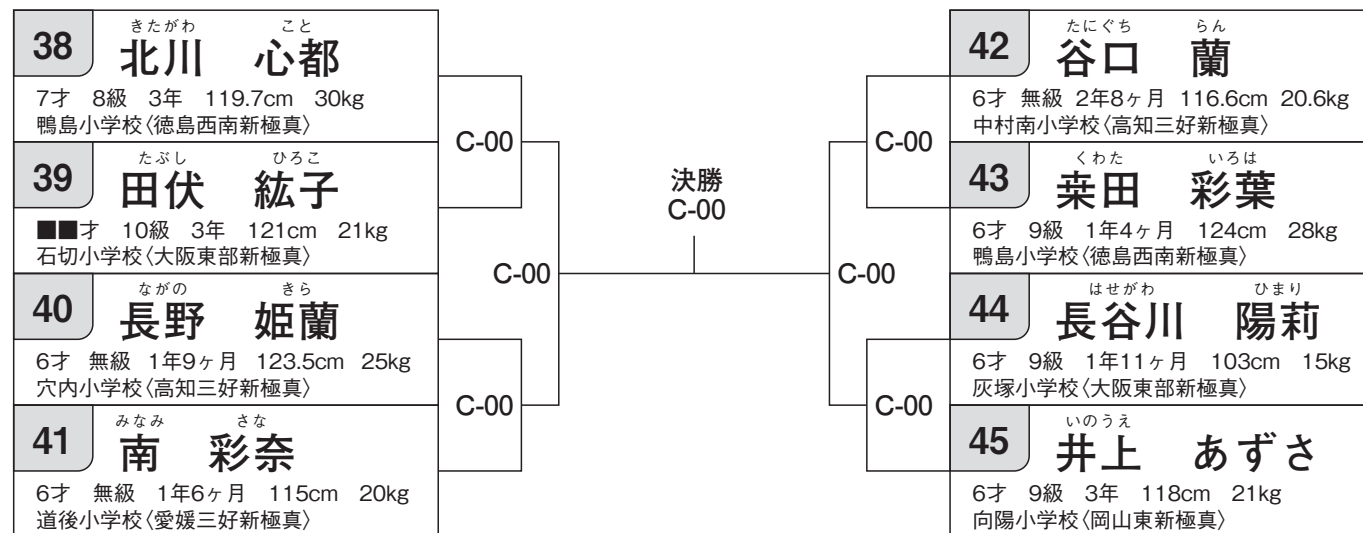 38
きたがわ こと
北川 心都
7才 8級 3年 119.7cm 30kg
鴨島小学校〈徳島西南新極真〉
39
たぶし ひろこ
田伏 紘子
■■才 10級 3年 121cm 21kg
石切小学校〈大阪東部新極真〉
40
ながの きら
長野 姫蘭
6才 無級 1年9ヶ月 123.5cm 25kg
穴内小学校〈高知三好新極真〉
41
みなみ さな
南 彩奈
6才 無級 1年6ヶ月 115cm 20kg
道後小学校〈愛媛三好新極真〉
C-00
C-00
C-00
決勝
C-00
C-00
C-00
C-00
42
たにぐち らん
谷口 蘭
6才 無級 2年8ヶ月 116.6cm 20.6kg
中村南小学校〈高知三好新極真〉
43
くわた いろは
桒田 彩葉
6才 9級 1年4ヶ月 124cm 28kg
鴨島小学校〈徳島西南新極真〉
44
はせがわ ひまり
長谷川 陽莉
6才 9級 1年11ヶ月 103cm 15kg
灰塚小学校〈大阪東部新極真〉
45
いのうえ
井上 あずさ
6才 9級 3年 118cm 21kg
向陽小学校〈岡山東新極真〉